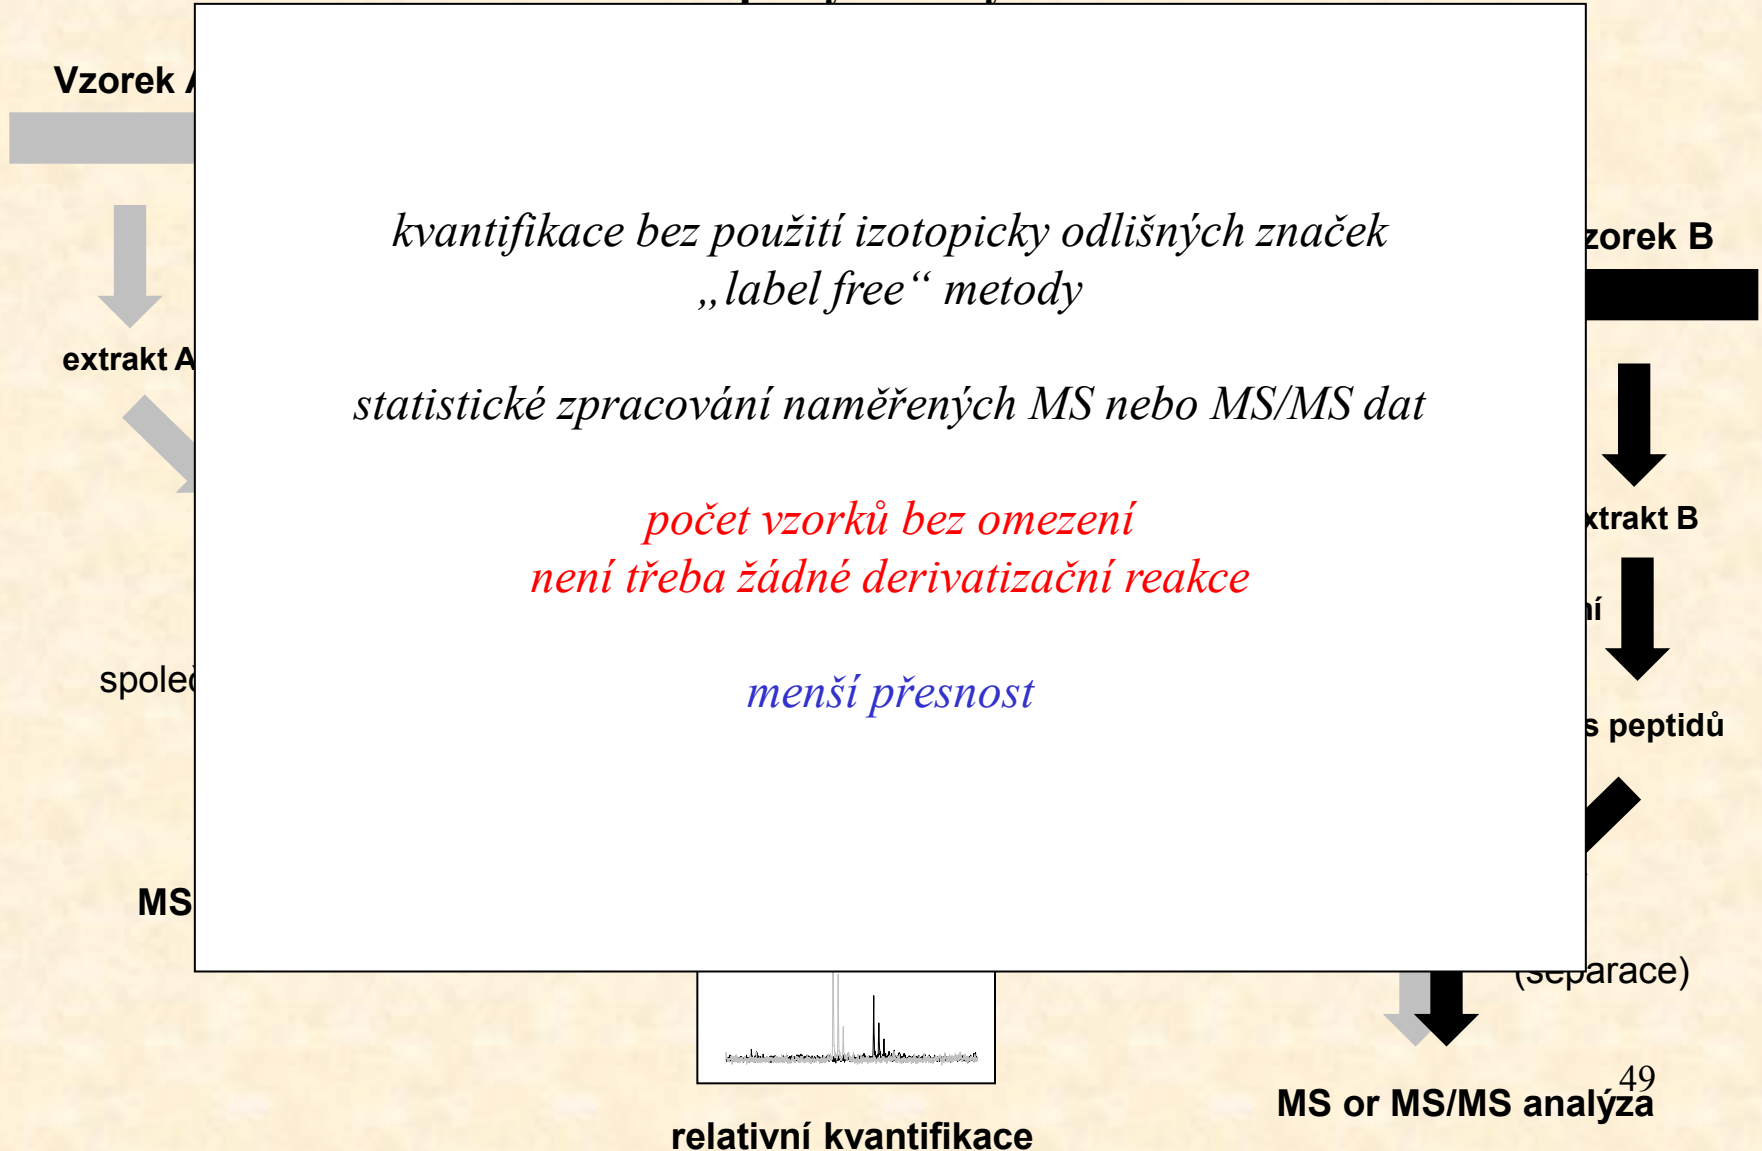 Vzorek A
kvantifikace bez použití izotopicky odlišných značek
„label free“ metody
statistické zpracování naměřených MS nebo MS/MS dat
počet vzorků bez omezení
není třeba žádné derivatizační reakce
menší přesnost
zorek B
extrakt A
xtrakt B
ní
společ
s peptidů
MS
(separace)
49
MS or MS/MS analýza
relativní kvantifikace